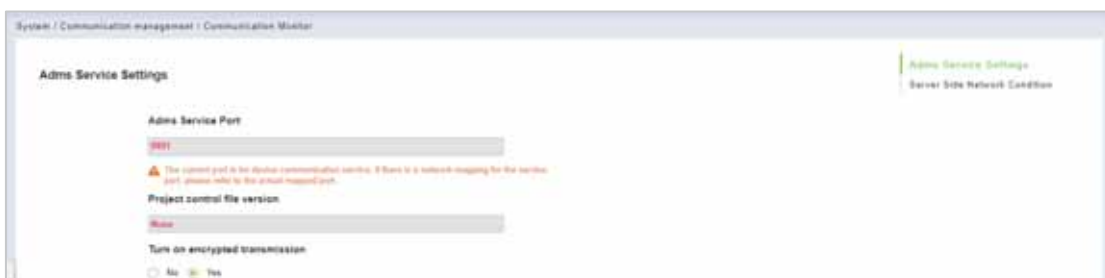 System / Communication management / Communication Monitor
Adms Service Settings
Adms Service Settings
Server Side Network Condition
Adms Service Port
The current port is for device communication service. If there is a network mapping for the service
port, please refer to the actual mapped port.
Project control file version
None
Turn on encrypted transmission
No Yes